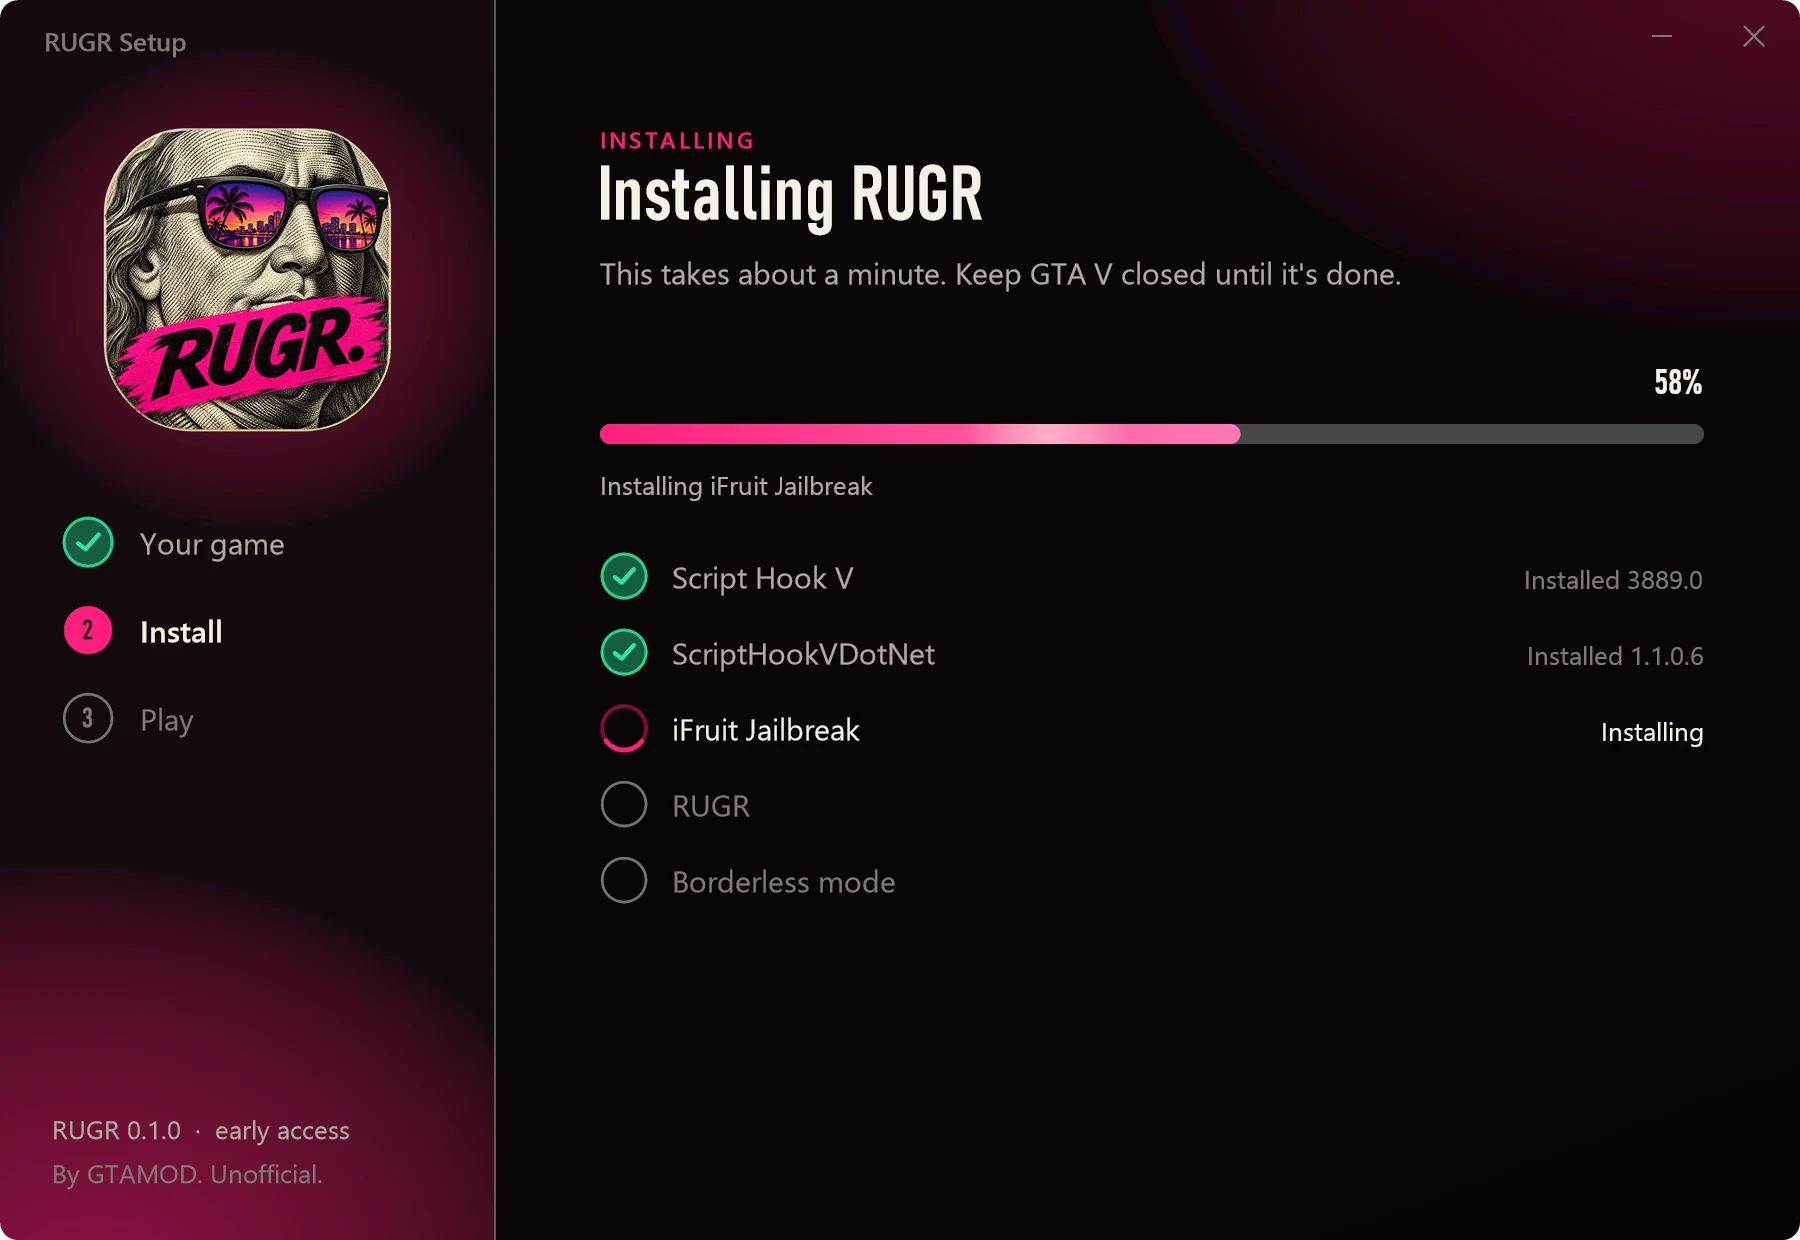 RUGR Setup
RUGR.
Your game
2 Install
3 Play
RUGR 0.1.0 · early access
By GTAMOD. Unofficial.
INSTALLING
Installing RUGR
This takes about a minute. Keep GTA V closed until it's done.
58%
Installing iFruit Jailbreak
Script Hook V Installed 3889.0
ScriptHookVDotNet Installed 1.1.0.6
iFruit Jailbreak Installing
RUGR
Borderless mode